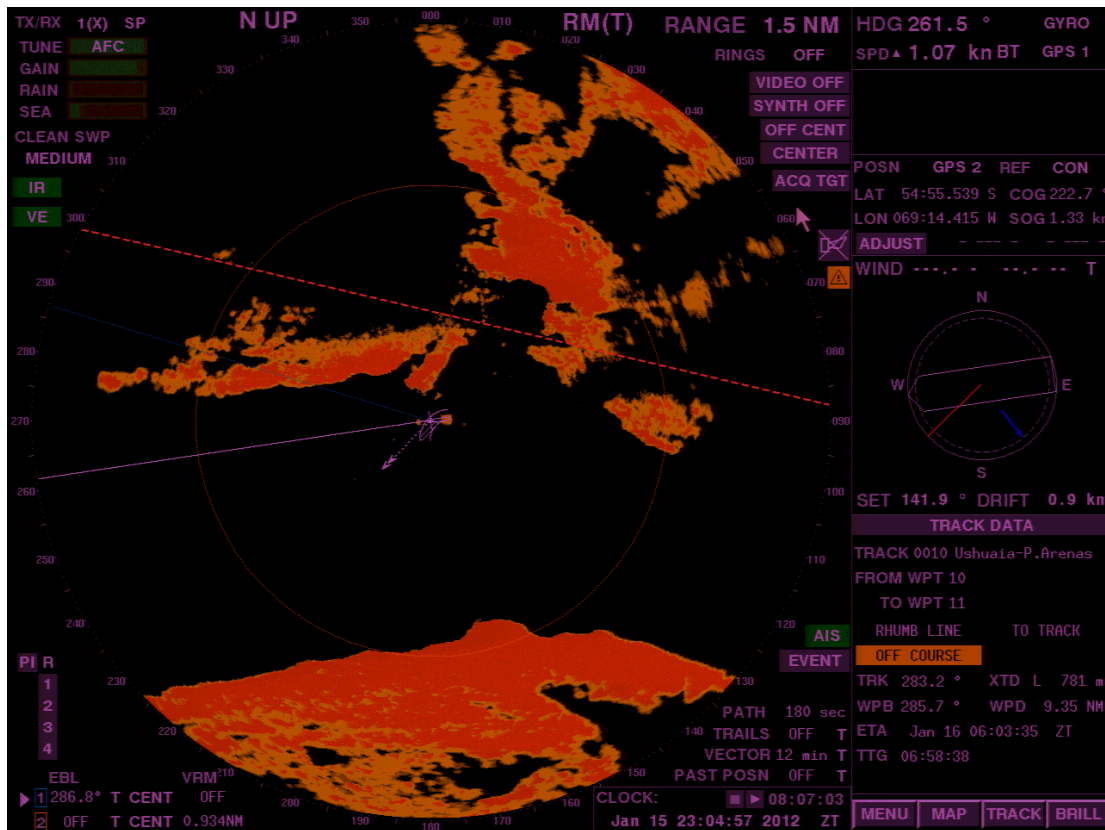 TX/RX 1(X) SP
N UP
RM(T)
RANGE 1.5 NM
TUNE AFC
GAIN
RAIN
SEA
CLEAN SWP
MEDIUM
IR
VE
RINGS OFF
VIDEO OFF
SYNTH OFF
OFF CENT
CENTER
ACQ TGT
000
010
020
030
040
050
060
070
080
090
100
110
120
130
140
150
160
170
180
190
200
210
220
230
240
250
260
270
280
290
300
310
320
330
340
HDG 261.5 ° GYRO
SPD▲ 1.07 kn BT GPS 1
POSN GPS 2 REF CON
LAT 54:55.539 S COG 222.7 °
LON 069:14.415 W SOG 1.33 kn
ADJUST - --- - - --- -
WIND ---.- - --.- -- T
N
W
E
S
SET 141.9 ° DRIFT 0.9 kn
TRACK DATA
TRACK 0010 Ushuaia-P.Arenas
FROM WPT 10
TO WPT 11
RHUMB LINE TO TRACK
OFF COURSE
TRK 283.2 ° XTD L 781 m
WPB 285.7 ° WPD 9.35 NM
ETA Jan 16 06:03:35 ZT
TTG 06:58:38
AIS
EVENT
PATH 180 sec
TRAILS OFF T
VECTOR 12 min T
PAST POSN OFF T
PI R
1
2
3
4
EBL VRM
1 286.8° T CENT OFF
2 OFF T CENT 0.934NM
CLOCK: 08:07:03
Jan 15 23:04:57 2012 ZT
MENU MAP TRACK BRILL